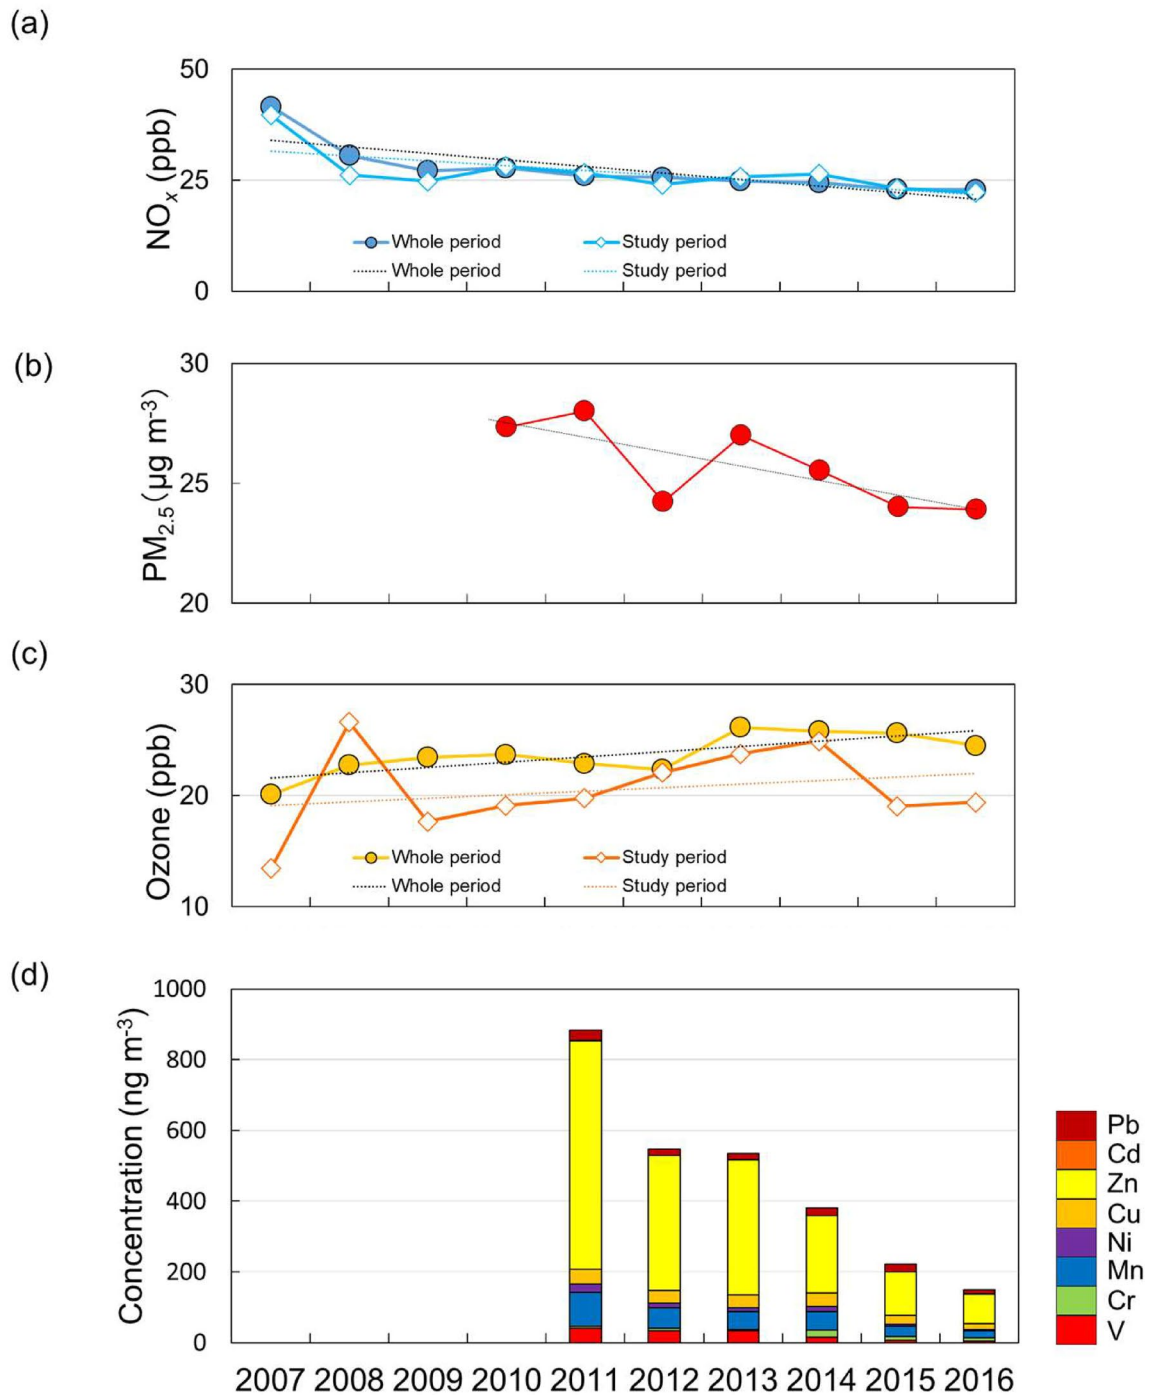 (a)
50
25
0
NOx (ppb)
Whole period
Study period
Whole period
Study period
(b)
30
25
20
PM2.5 (µg m-3)
(c)
30
20
10
Ozone (ppb)
Whole period
Study period
Whole period
Study period
(d)
1000
800
600
400
200
0
Concentration (ng m-3)
Pb
Cd
Zn
Cu
Ni
Mn
Cr
V
2007 2008 2009 2010 2011 2012 2013 2014 2015 2016